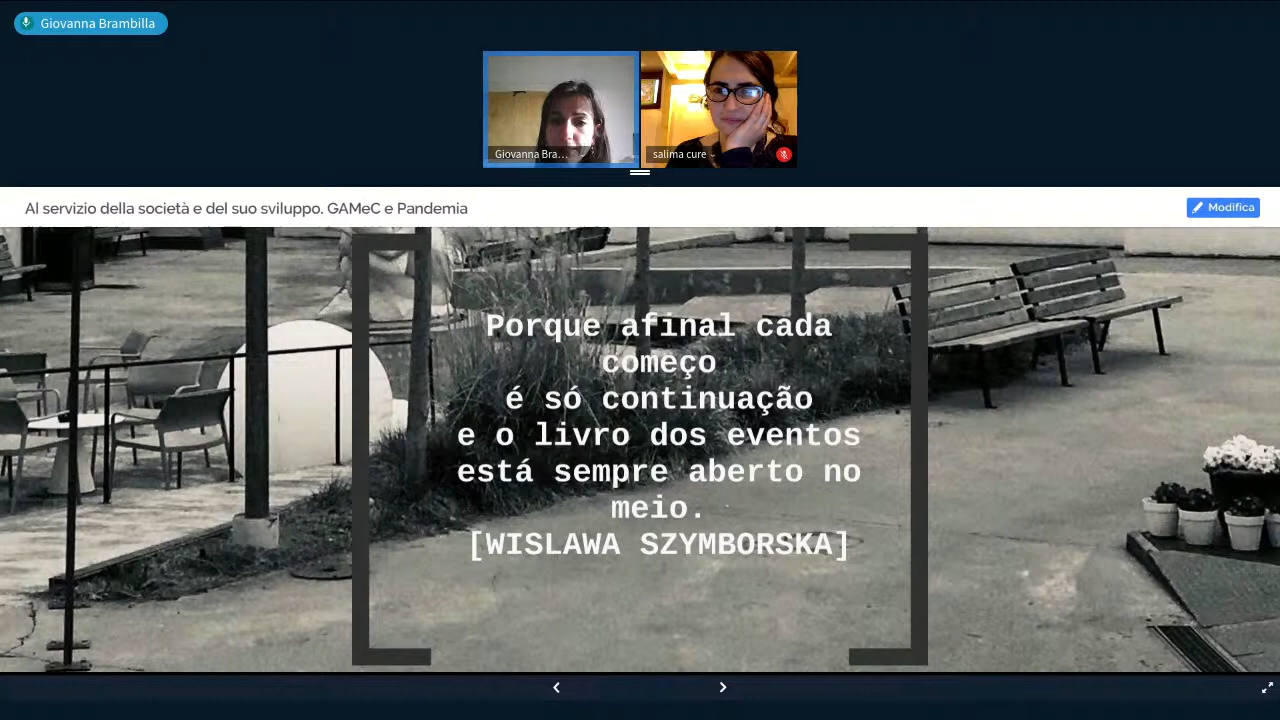 Giovanna Brambilla
Giovanna Bra...
salima cure
Al servizio della società e del suo sviluppo. GAMeC e Pandemia
Modifica
Porque afinal cada
começo
é só continuação
e o livro dos eventos
está sempre aberto no
meio.
[WISLAWA SZYMBORSKA]